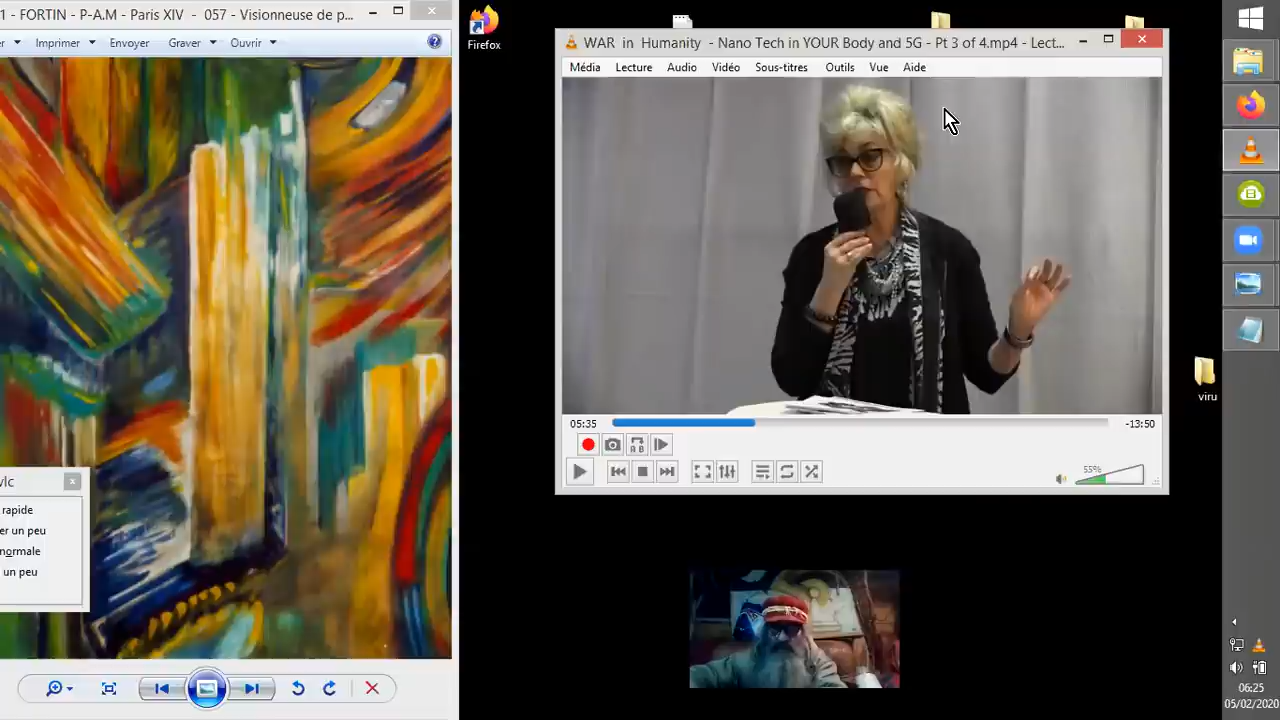 FORTIN - P-A.M - Paris XIV - 057 - Visionneuse de p...
Imprimer Envoyer Graver Ouvrir
Firefox
WAR in Humanity - Nano Tech in YOUR Body and 5G - Pt 3 of 4.mp4 - Lect...
Média Lecture Audio Vidéo Sous-titres Outils Vue Aide
05:35
-13:50
55%
rapide
er un peu
normale
un peu
viru
06:25
05/02/2020